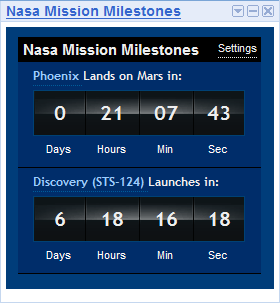 Nasa Mission Milestones
Nasa Mission Milestones Settings
Phoenix Lands on Mars in:
0 21 07 43
Days Hours Min Sec
Discovery (STS-124) Launches in:
6 18 16 18
Days Hours Min Sec